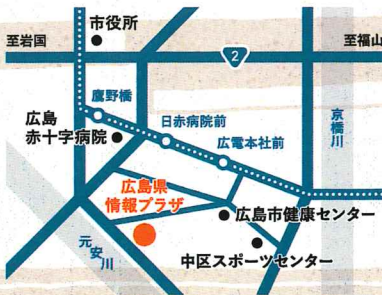 市役所
至岩国
2
至福山
鷹野橋
広島
赤十字病院
日赤病院前
広電本社前
京橋川
広島県
情報プラザ
広島市健康センター
元安川
中区スポーツセンター